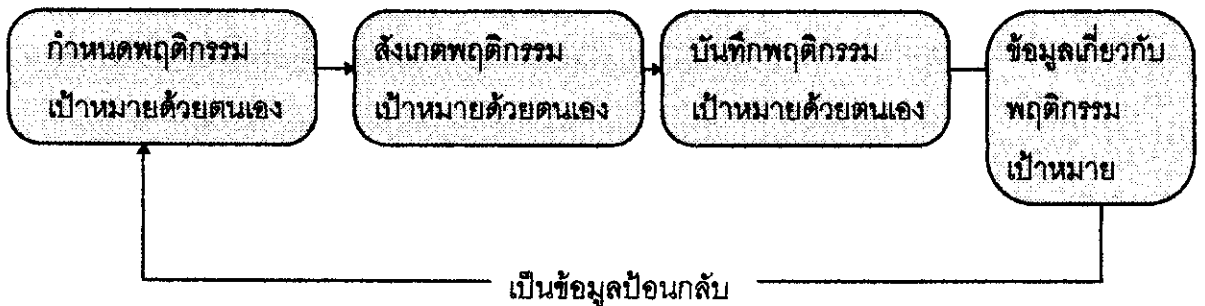 กำหนดพฤติกรรม
เป้าหมายด้วยตนเอง
สังเกตพฤติกรรม
เป้าหมายด้วยตนเอง
บันทึกพฤติกรรม
เป้าหมายด้วยตนเอง
ข้อมูลเกี่ยวกับ
พฤติกรรม
เป้าหมาย
เป็นข้อมูลป้อนกลับ